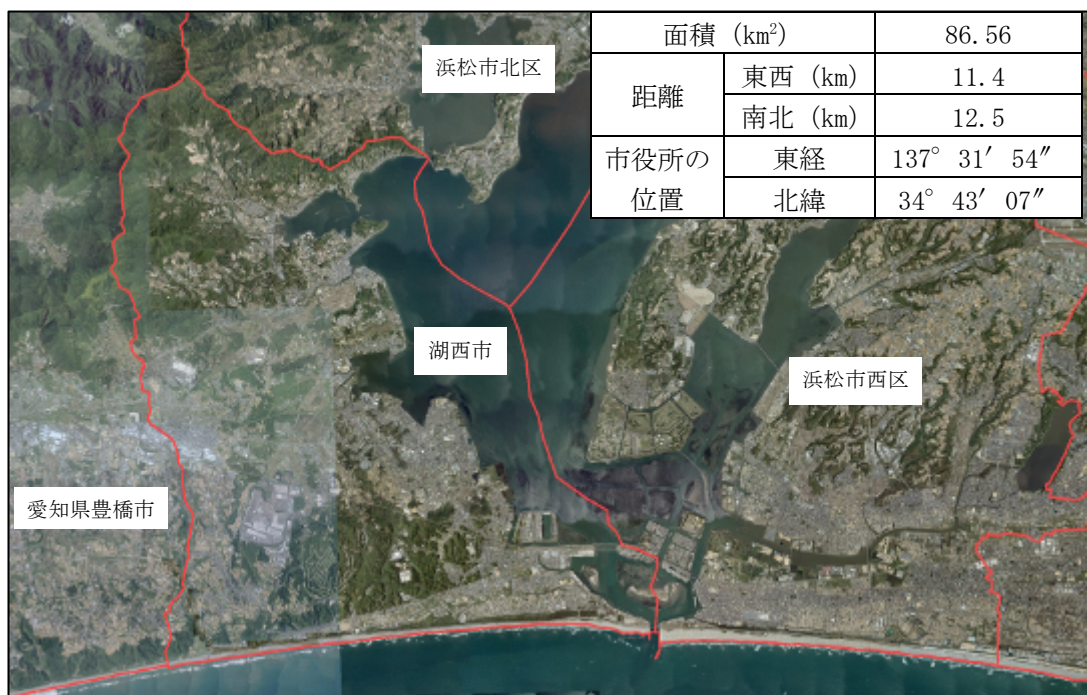 浜松市北区
面積 (km²) 86.56
距離 東西 (km) 11.4
南北 (km) 12.5
市役所の位置 東経 137° 31′ 54″
北緯 34° 43′ 07″
湖西市
浜松市西区
愛知県豊橋市